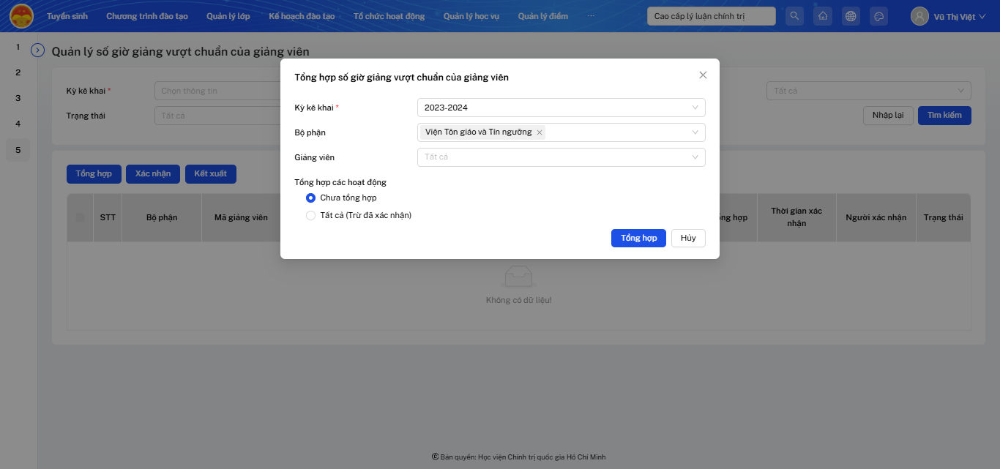 Tuyển sinh Chương trình đào tạo Quản lý lớp Kế hoạch đào tạo Tổ chức hoạt động Quản lý học vụ Quản lý điểm ... Cao cấp lý luận chính trị Vũ Thị Việt
1
2
3
4
5
Quản lý số giờ giảng vượt chuẩn của giảng viên
Kỳ kê khai * Chọn thông tin Tất cả
Trạng thái Tất cả Nhập lại Tìm kiếm
Tổng hợp Xác nhận Kết xuất
STT Bộ phận Mã giảng viên Thời gian xác nhận Người xác nhận Trạng thái
Không có dữ liệu!
Tổng hợp số giờ giảng vượt chuẩn của giảng viên
Kỳ kê khai * 2023-2024
Bộ phận Viện Tôn giáo và Tín ngưỡng
Giảng viên Tất cả
Tổng hợp các hoạt động
Chưa tổng hợp
Tất cả (Trừ đã xác nhận)
Tổng hợp Hủy
© Bản quyền: Học viện Chính trị quốc gia Hồ Chí Minh